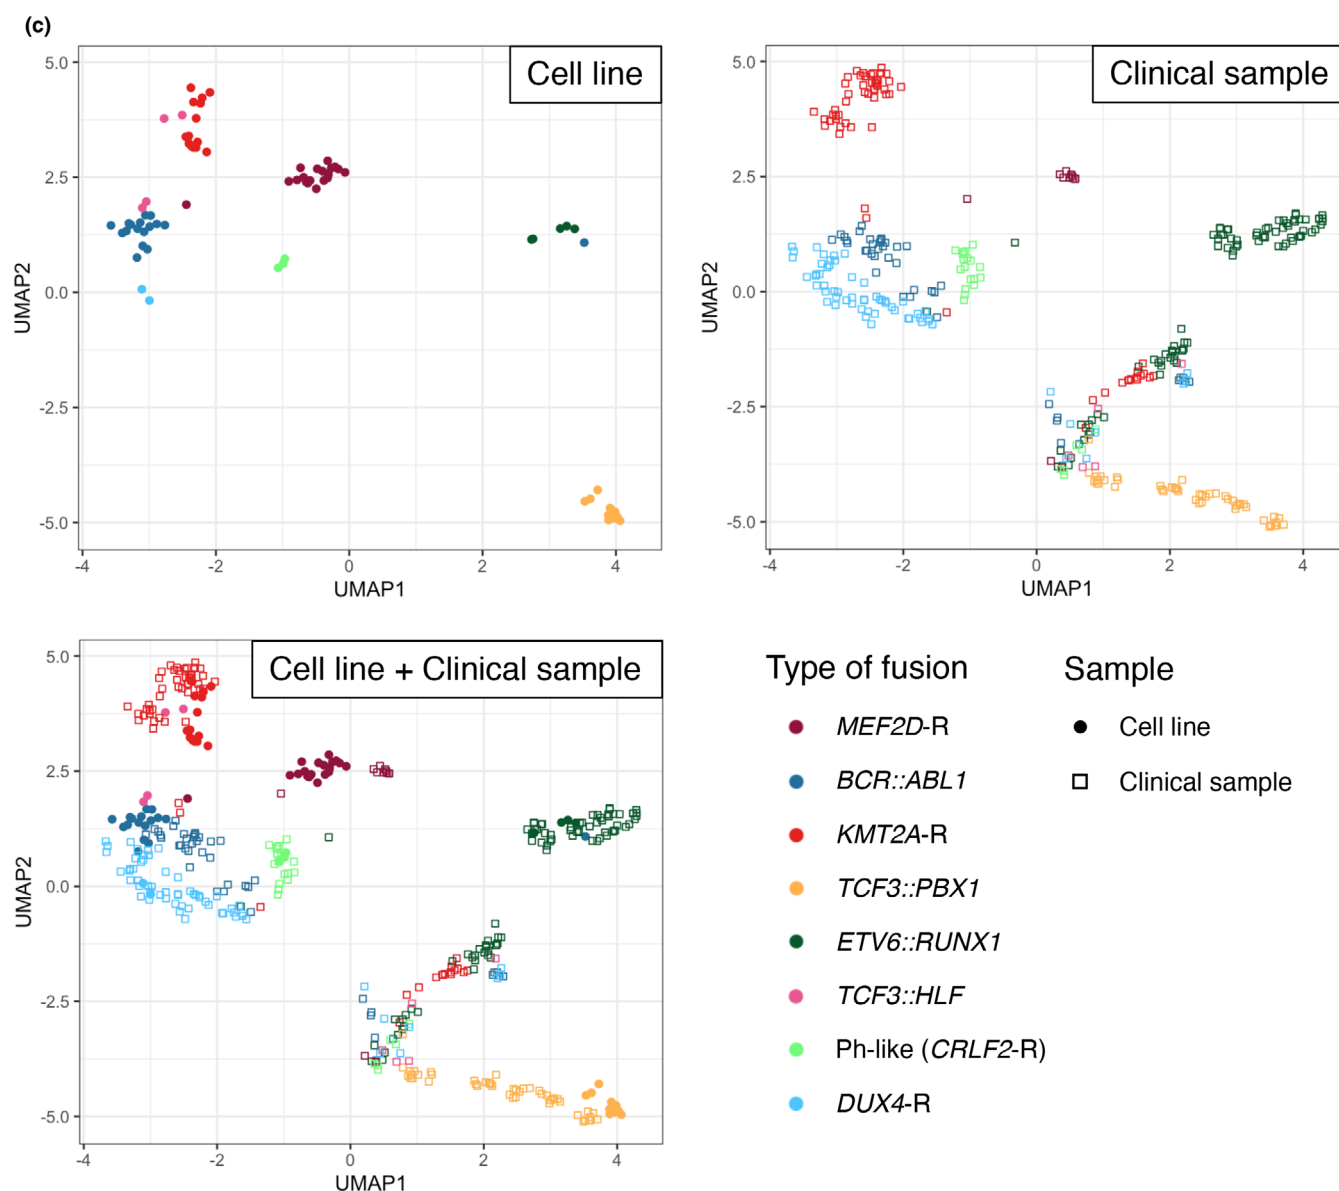 (c)
Cell line
5.0
2.5
0.0
-2.5
-5.0
UMAP2
-4
-2
0
2
4
UMAP1
Clinical sample
5.0
2.5
0.0
-2.5
-5.0
UMAP2
-4
-2
0
2
4
UMAP1
Cell line + Clinical sample
5.0
2.5
0.0
-2.5
-5.0
UMAP2
-4
-2
0
2
4
UMAP1
Type of fusion
MEF2D-R
BCR::ABL1
KMT2A-R
TCF3::PBX1
ETV6::RUNX1
TCF3::HLF
Ph-like (CRLF2-R)
DUX4-R
Sample
Cell line
Clinical sample